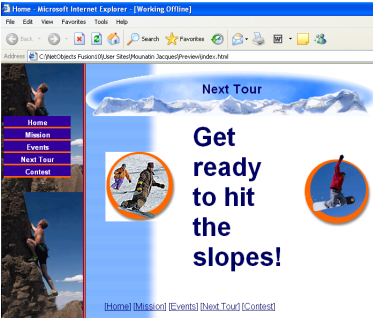 Home - Microsoft Internet Explorer - [Working Offline]
File Edit View Favorites Tools Help
Back Search Favorites
Address C:\NetObjects Fusion10\User Sites\Mounatin Jacques\Preview\index.html
Next Tour
Home
Mission
Events
Next Tour
Contest
Get
ready
to hit
the
slopes!
[Home] [Mission] [Events] [Next Tour] [Contest]